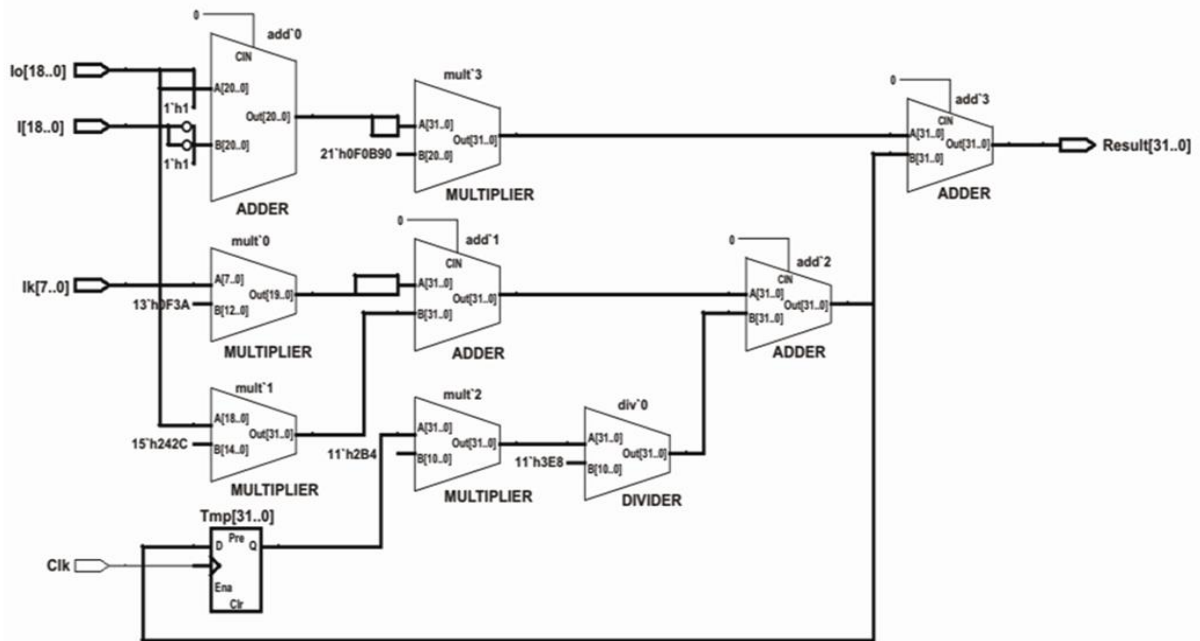 0
add`0
CIN
Io[18..0]
A[20..0]
1`h1
Out[20..0]
I[18..0]
B[20..0]
1`h1
ADDER
mult`3
A[31..0]
Out[31..0]
21`h0F0B90
B[20..0]
MULTIPLIER
0
add`3
CIN
A[31..0]
Out[31..0]
B[31..0]
Result[31..0]
ADDER
mult`0
Ik[7..0]
A[7..0]
Out[19..0]
13`h0F3A
B[12..0]
MULTIPLIER
0
add`1
CIN
A[31..0]
Out[31..0]
B[31..0]
ADDER
0
add`2
CIN
A[31..0]
Out[31..0]
B[31..0]
ADDER
mult`1
A[18..0]
Out[31..0]
15`h242C
B[14..0]
MULTIPLIER
mult`2
A[31..0]
Out[31..0]
11`h2B4
B[10..0]
MULTIPLIER
div`0
A[31..0]
Out[31..0]
11`h3E8
B[10..0]
DIVIDER
Tmp[31..0]
Pre
D
Q
Clk
Ena
Clr